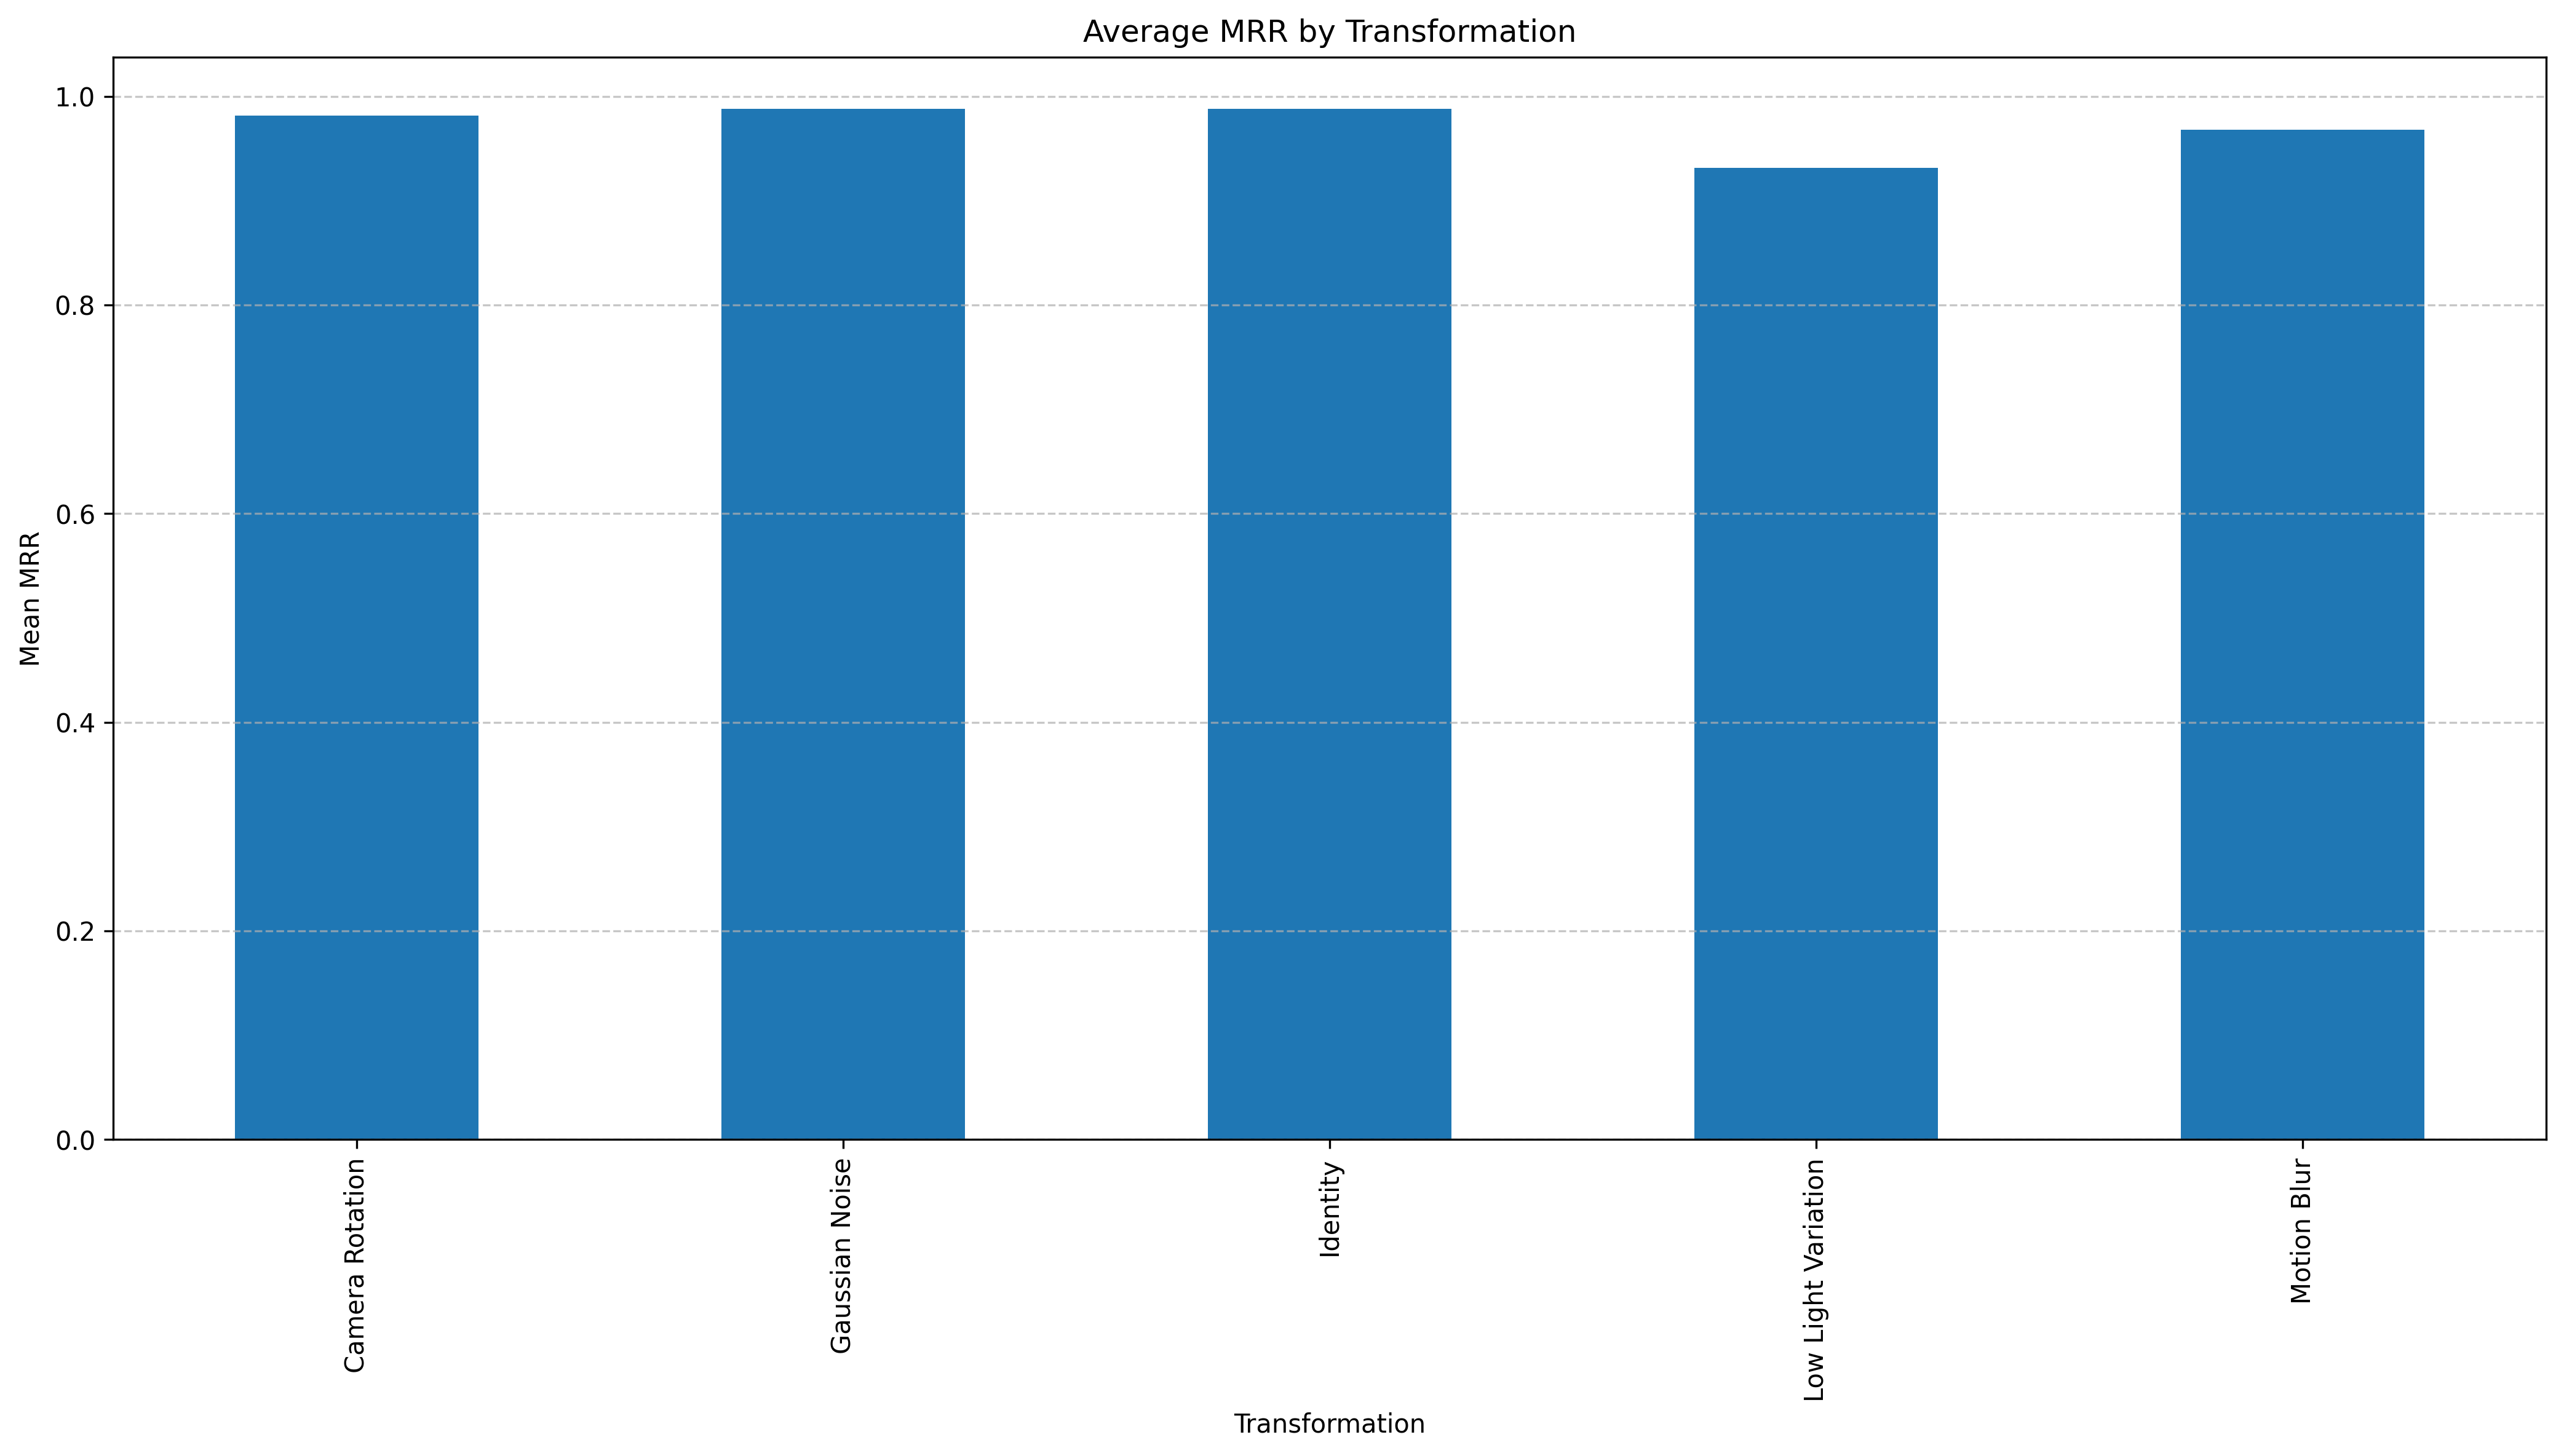 Average MRR by Transformation
Mean MRR
1.0
0.8
0.6
0.4
0.2
0.0
Camera Rotation
Gaussian Noise
Identity
Low Light Variation
Motion Blur
Transformation